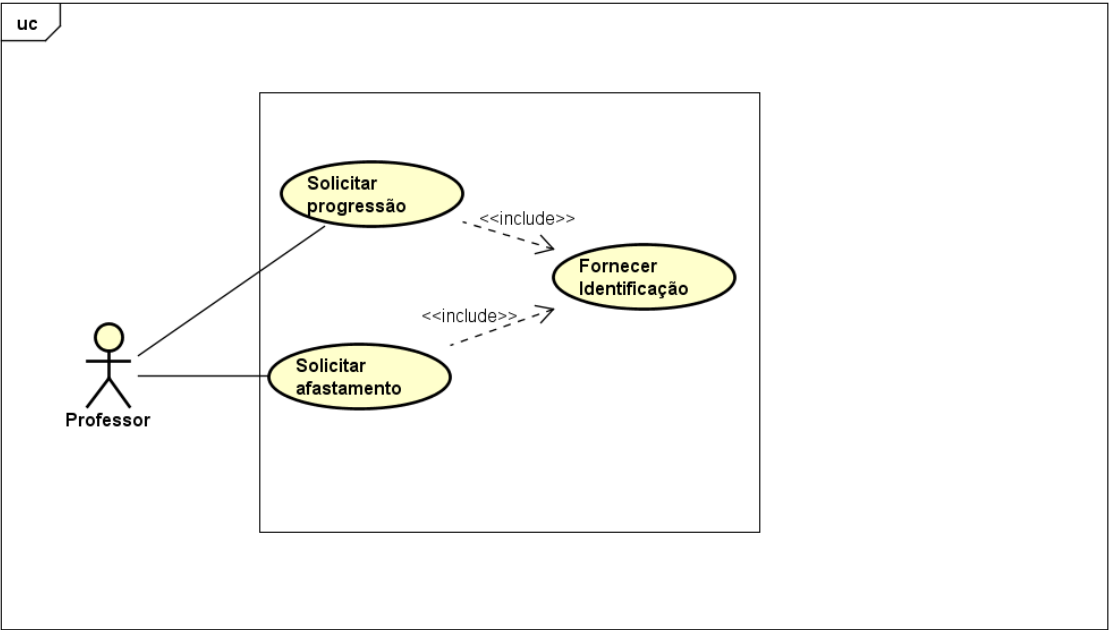 uc
Solicitar
progressão
<<include>>
Fornecer
Identificação
<<include>>
Solicitar
afastamento
Professor